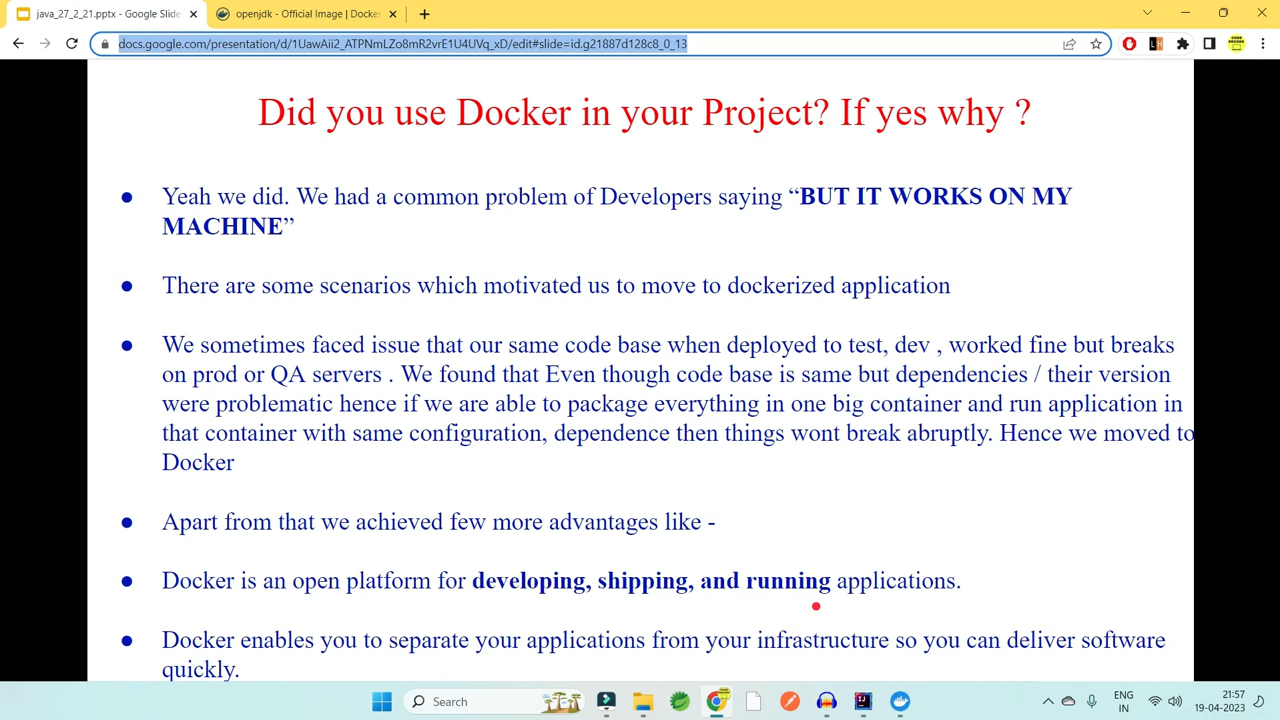 java_27_2_21.pptx - Google Slides
openjdk - Official Image | Docker
docs.google.com/presentation/d/1UawAii2_ATPNmLZo8mR2vrE1U4UVq_xD/edit#slide=id.g21887d128c8_0_13
Did you use Docker in your Project? If yes why ?
● Yeah we did. We had a common problem of Developers saying “BUT IT WORKS ON MY
MACHINE”
● There are some scenarios which motivated us to move to dockerized application
● We sometimes faced issue that our same code base when deployed to test, dev , worked fine but breaks
on prod or QA servers . We found that Even though code base is same but dependencies / their version
were problematic hence if we are able to package everything in one big container and run application in
that container with same configuration, dependence then things wont break abruptly. Hence we moved to
Docker
● Apart from that we achieved few more advantages like -
● Docker is an open platform for developing, shipping, and running applications.
● Docker enables you to separate your applications from your infrastructure so you can deliver software
quickly.
Search
ENG
IN
21:57
19-04-2023